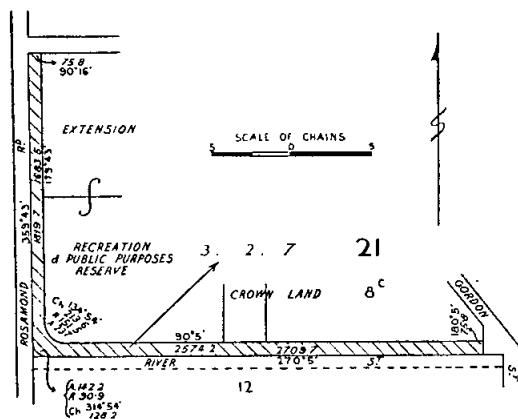 75.8
90°16'
EXTENSION
SCALE OF CHAINS
5 0 5
RD.
1683.6
179°43'
359°43'
1819.7
RECREATION
& PUBLIC PURPOSES
RESERVE
3. 2. 7
21
CROWN LAND
8c
GORDON
180°5'
ROSAMOND
Ch 134°54'
90°5'
2574.2
2709.7
270°5'
RIVER
ST.
12
ST.
A 142.2
R 90.9
Ch 314°54'
128.2